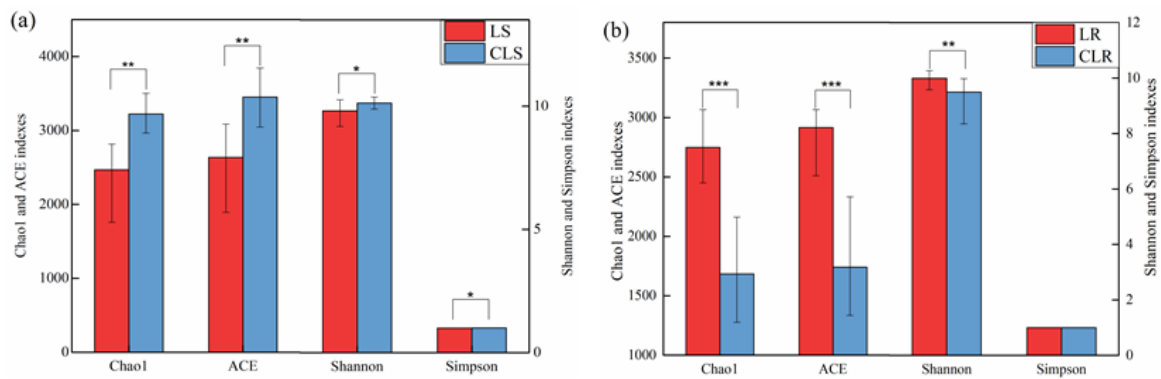 (a)
LS
CLS
4000
3000
2000
1000
0
Chao1 and ACE indexes
10
5
0
Shannon and Simpson indexes
**
**
*
*
Chao1 ACE Shannon Simpson
(b)
LR
CLR
3500
3000
2500
2000
1500
1000
Chao1 and ACE indexes
12
10
8
6
4
2
0
Shannon and Simpson indexes
***
***
**
Chao1 ACE Shannon Simpson